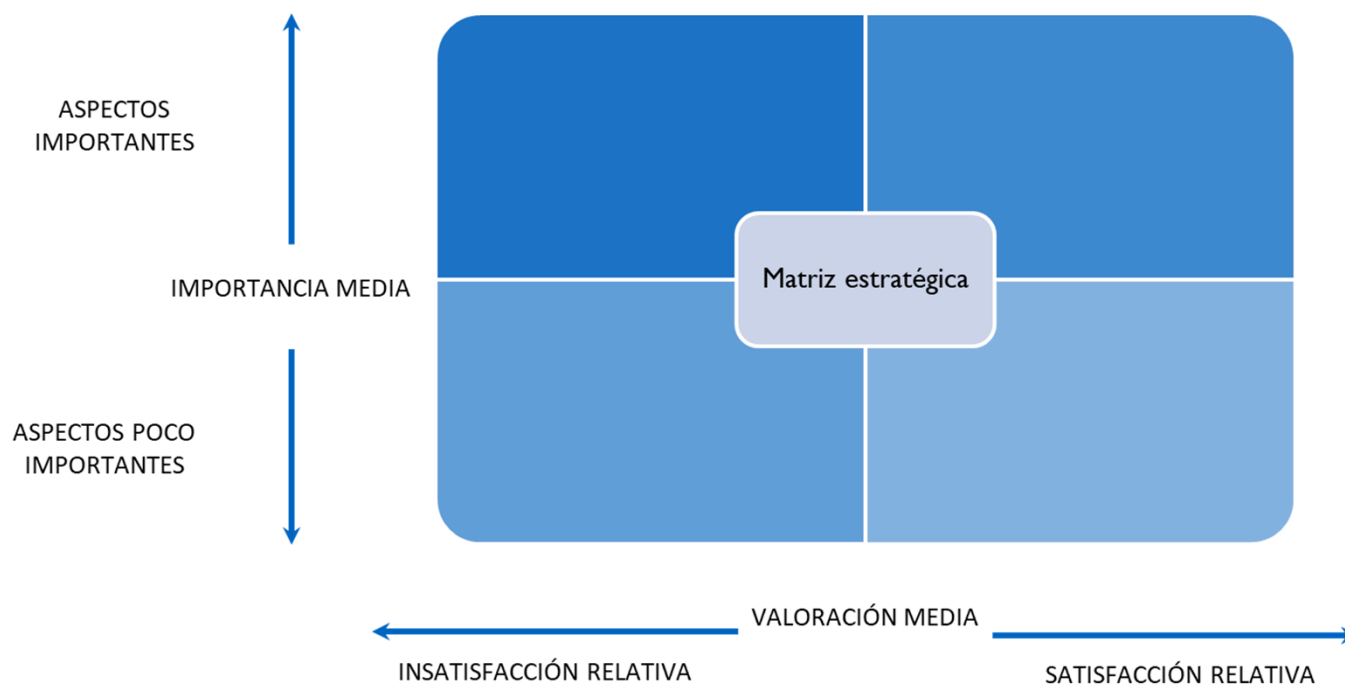 ASPECTOS
IMPORTANTES
IMPORTANCIA MEDIA
Matriz estratégica
ASPECTOS POCO
IMPORTANTES
VALORACIÓN MEDIA
INSATISFACCIÓN RELATIVA
SATISFACCIÓN RELATIVA